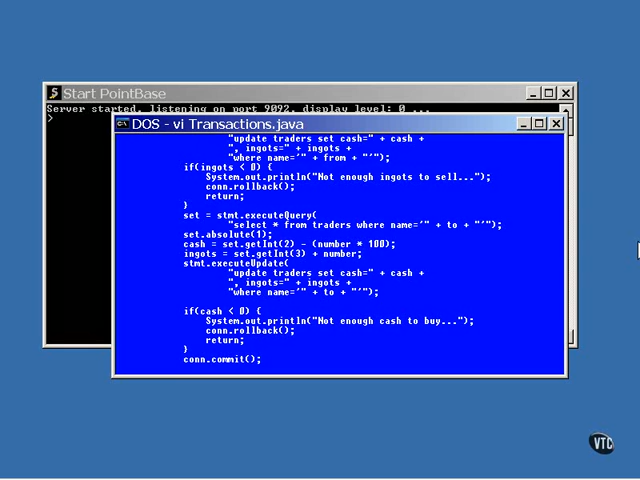 Start PointBase
Server started, listening on port 9092, display level: 0 ...
>
DOS - vi Transactions.java
"update traders set cash=" + cash +
", ingots=" + ingots +
"where name='" + from + "'");
if(ingots < 0) {
System.out.println("Not enough ingots to sell...");
conn.rollback();
return;
}
set = stmt.executeQuery(
"select * from traders where name='" + to + "'");
set.absolute(1);
cash = set.getInt(2) - (number * 100);
ingots = set.getInt(3) + number;
stmt.executeUpdate(
"update traders set cash=" + cash +
", ingots=" + ingots +
"where name='" + to + "'");
if(cash < 0) {
System.out.println("Not enough cash to buy...");
conn.rollback();
return;
}
conn.commit();
VTC